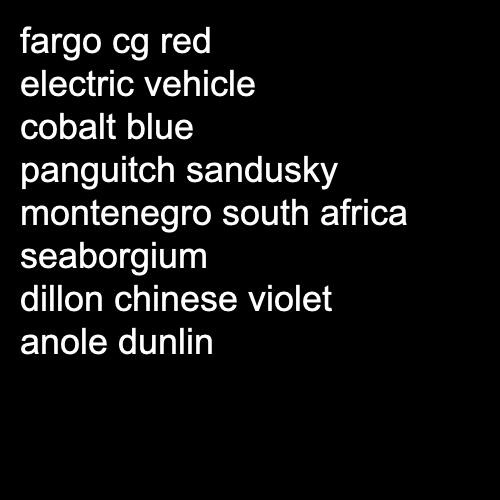 fargo cg red
electric vehicle
cobalt blue
panguitch sandusky
montenegro south africa
seaborgium
dillon chinese violet
anole dunlin